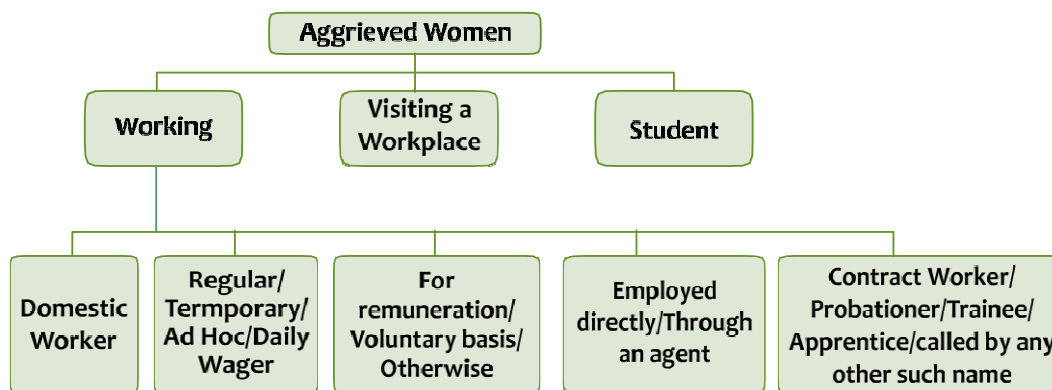 Aggrieved Women
Working
Visiting a
Workplace
Student
Domestic
Worker
Regular/
Termporary/
Ad Hoc/Daily
Wager
For
remuneration/
Voluntary basis/
Otherwise
Employed
directly/Through
an agent
Contract Worker/
Probationer/Trainee/
Apprentice/called by any
other such name